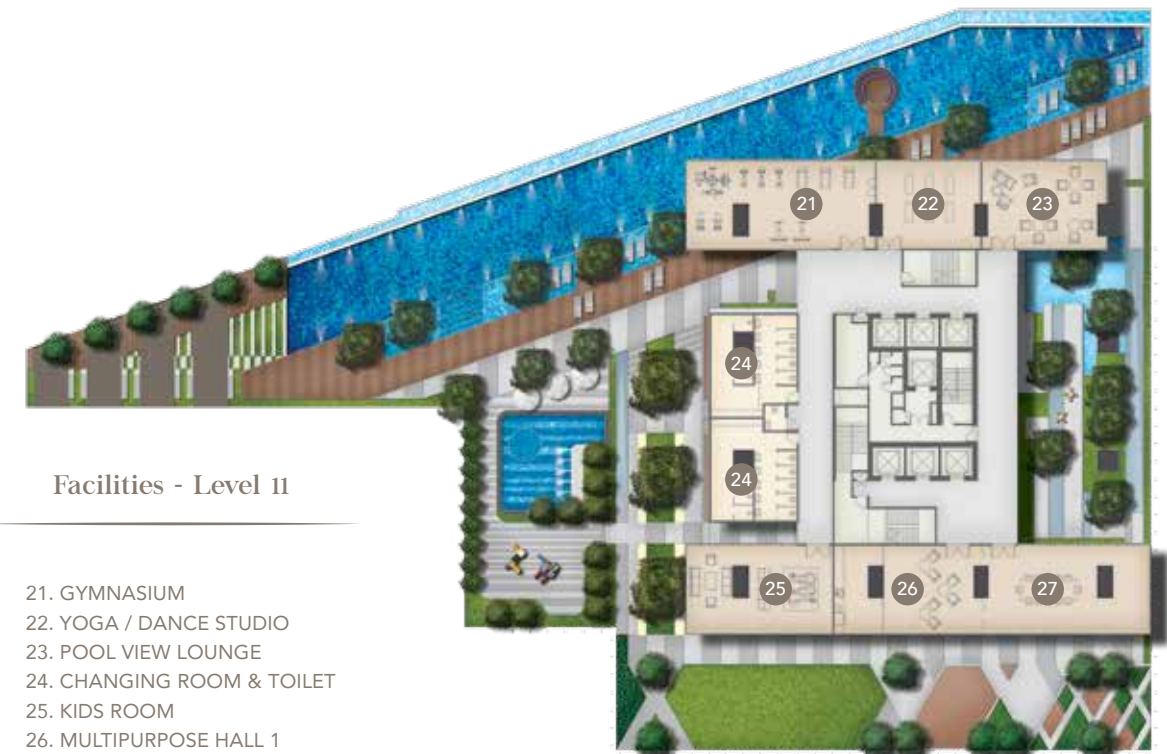 21
22
23
24
24
25
26
27
Facilities - Level 11
21. GYMNASIUM
22. YOGA / DANCE STUDIO
23. POOL VIEW LOUNGE
24. CHANGING ROOM & TOILET
25. KIDS ROOM
26. MULTIPURPOSE HALL 1